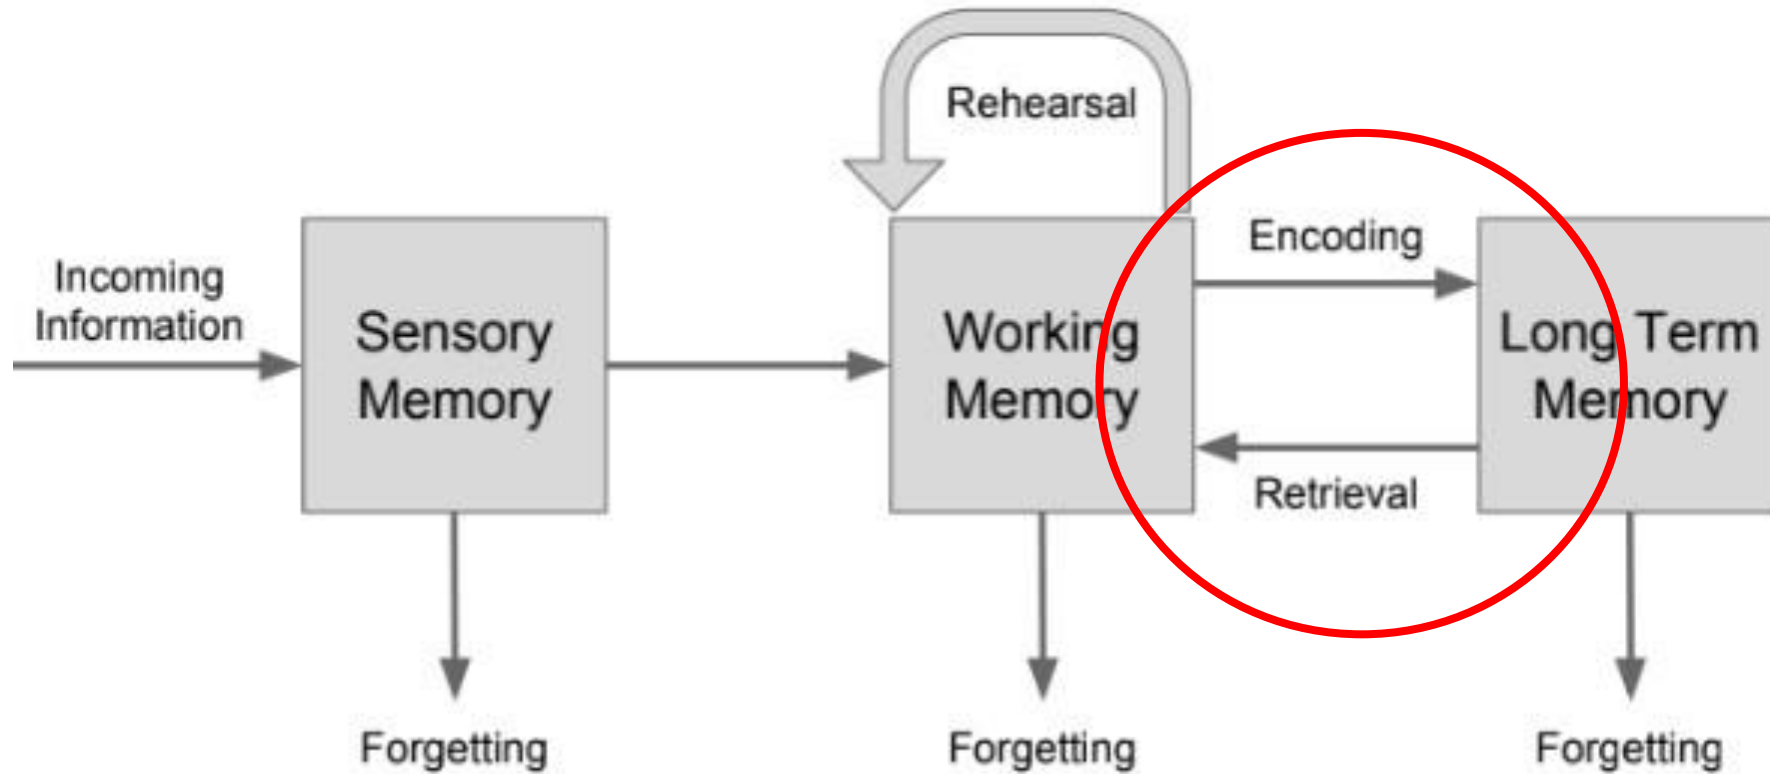 Rehearsal
Incoming
Information
Sensory
Memory
Working
Memory
Encoding
Retrieval
Long Term
Memory
Forgetting
Forgetting
Forgetting